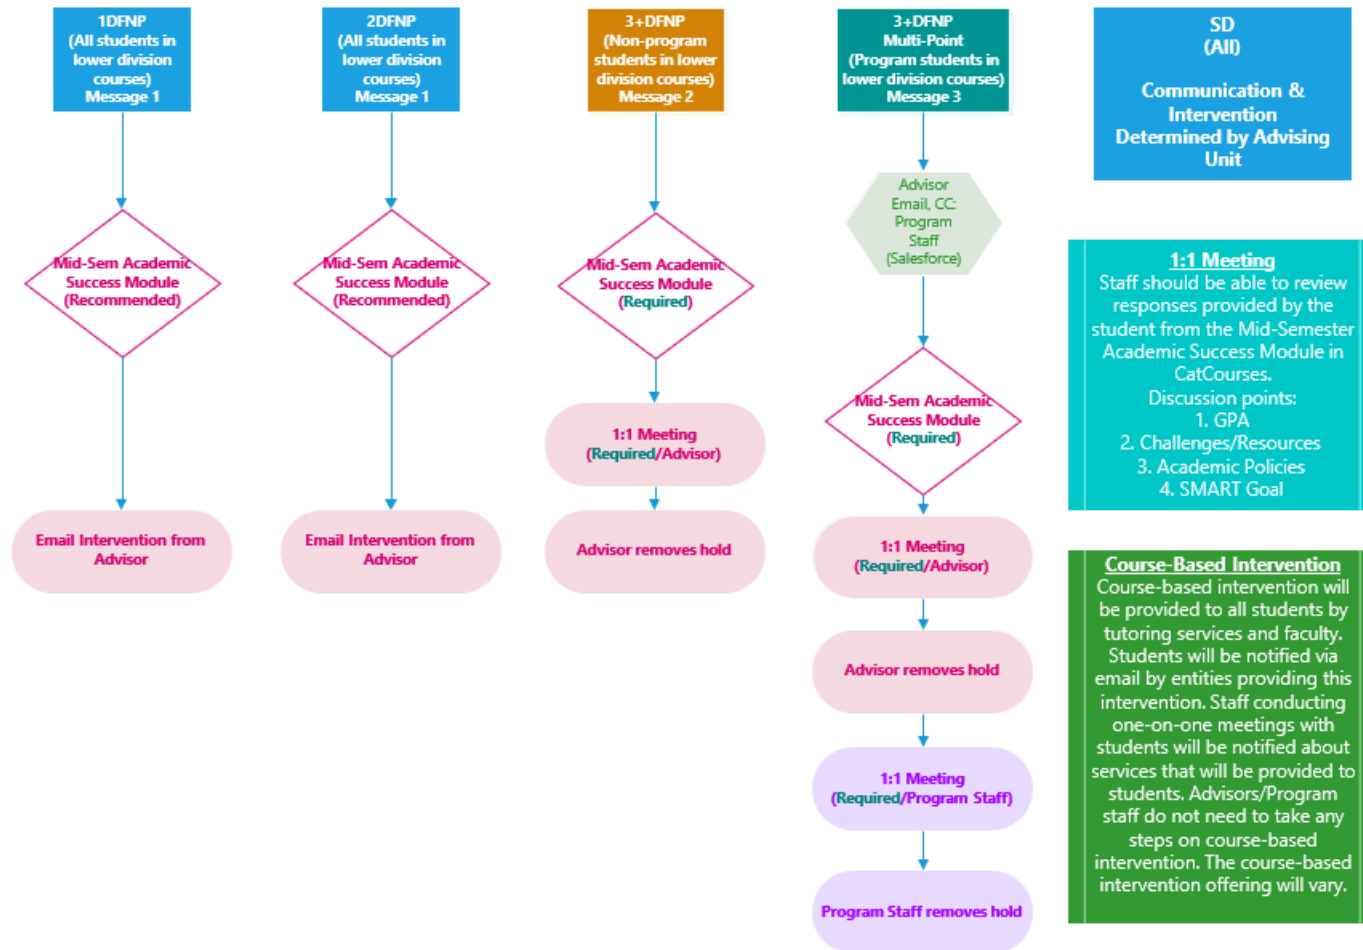 1DFNP
(All students in
lower division
courses)
Message 1
Mid-Sem Academic
Success Module
(Recommended)
Email Intervention from
Advisor
2DFNP
(All students in
lower division
courses)
Message 1
Mid-Sem Academic
Success Module
(Recommended)
Email Intervention from
Advisor
3+DFNP
(Non-program
students in lower
division courses)
Message 2
Mid-Sem Academic
Success Module
(Required)
1:1 Meeting
(Required/Advisor)
Advisor removes hold
3+DFNP
Multi-Point
(Program students in
lower division courses)
Message 3
Advisor
Email, CC:
Program
Staff
(Salesforce)
Mid-Sem Academic
Success Module
(Required)
1:1 Meeting
(Required/Advisor)
Advisor removes hold
1:1 Meeting
(Required/Program Staff)
Program Staff removes hold
SD
(All)
Communication &
Intervention
Determined by Advising
Unit
1:1 Meeting
Staff should be able to review
responses provided by the
student from the Mid-Semester
Academic Success Module in
CatCourses.
Discussion points:
1. GPA
2. Challenges/Resources
3. Academic Policies
4. SMART Goal
Course-Based Intervention
Course-based intervention will
be provided to all students by
tutoring services and faculty.
Students will be notified via
email by entities providing this
intervention. Staff conducting
one-on-one meetings with
students will be notified about
services that will be provided to
students. Advisors/Program
staff do not need to take any
steps on course-based
intervention. The course-based
intervention offering will vary.